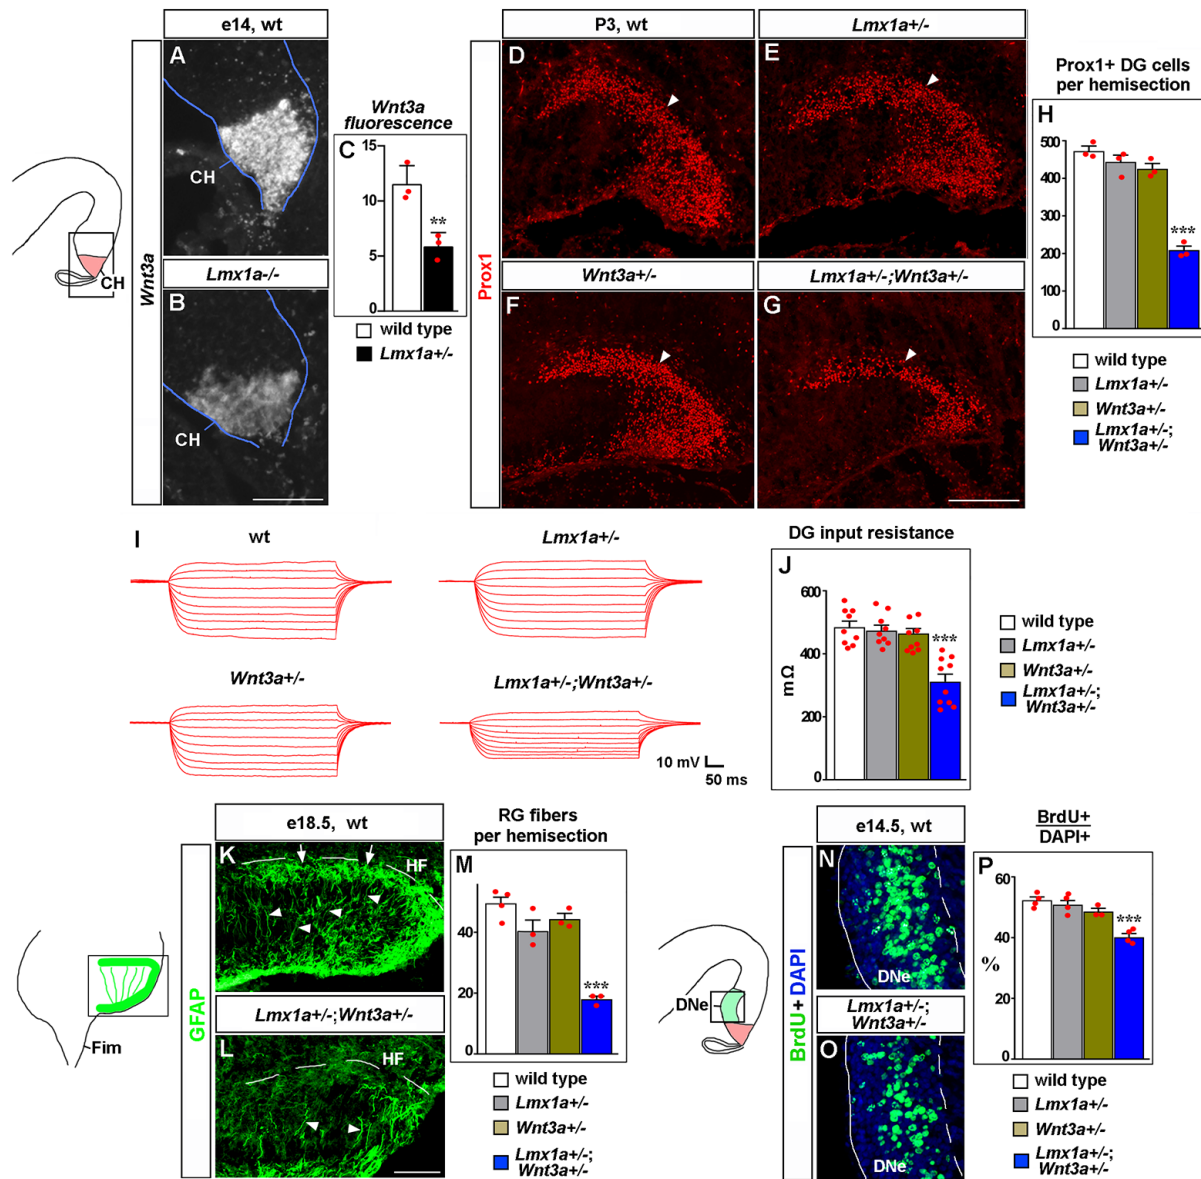 e14, wt
A
CH
Wnt3a
Lmx1a-/-
B
CH
CH
Wnt3a
fluorescence
C
15
10
5
0
**
wild type
Lmx1a+/-
P3, wt
Lmx1a+/-
D
E
Prox1
Wnt3a+/-
Lmx1a+/-;Wnt3a+/-
F
G
Prox1+ DG cells
per hemisection
H
500
400
300
200
100
0
***
wild type
Lmx1a+/-
Wnt3a+/-
Lmx1a+/-;
Wnt3a+/-
I
wt
Lmx1a+/-
Wnt3a+/-
Lmx1a+/-;Wnt3a+/-
10 mV
50 ms
DG input resistance
J
600
400
200
0
mΩ
***
wild type
Lmx1a+/-
Wnt3a+/-
Lmx1a+/-;
Wnt3a+/-
Fim
e18.5, wt
K
HF
GFAP
Lmx1a+/-;Wnt3a+/-
L
HF
RG fibers
per hemisection
M
40
20
0
***
wild type
Lmx1a+/-
Wnt3a+/-
Lmx1a+/-;
Wnt3a+/-
DNe
e14.5, wt
N
DNe
BrdU + DAPI
Lmx1a+/-;
Wnt3a+/-
O
DNe
BrdU+
DAPI+
P
60
40
20
0
%
***
wild type
Lmx1a+/-
Wnt3a+/-
Lmx1a+/-;
Wnt3a+/-